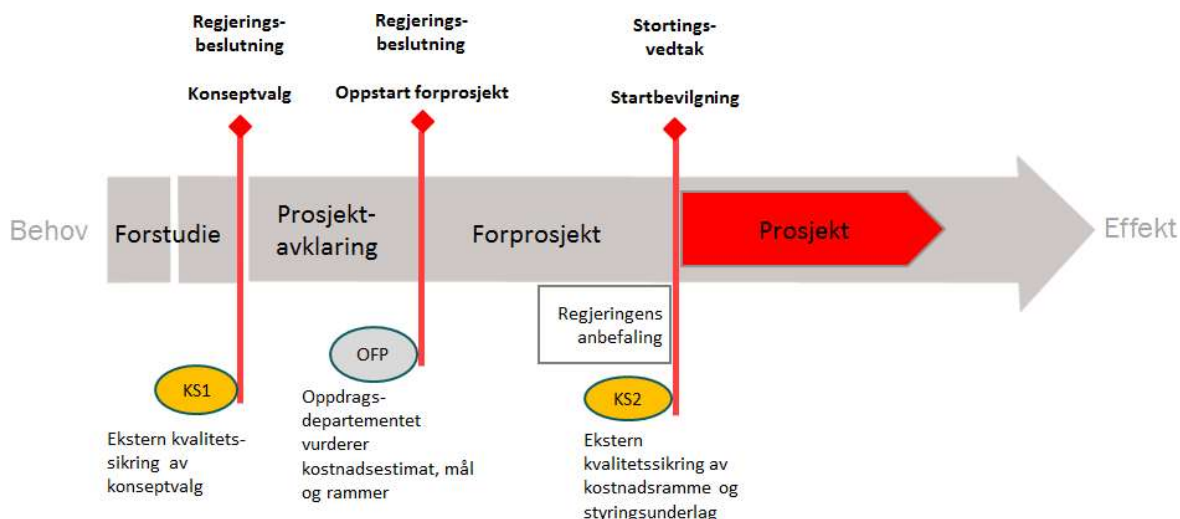 Regjerings-
beslutning
Konseptvalg
Regjerings-
beslutning
Oppstart forprosjekt
Stortings-
vedtak
Startbevilgning
Behov
Forstudie
Prosjekt-
avklaring
Forprosjekt
Prosjekt
Effekt
Regjeringens
anbefaling
KS1
Ekstern kvalitets-
sikring av
konseptvalg
OFP
Oppdrags-
departementet
vurderer
kostnadsestimat, mål
og rammer
KS2
Ekstern
kvalitetssikring av
kostnadsramme og
styringsunderlag